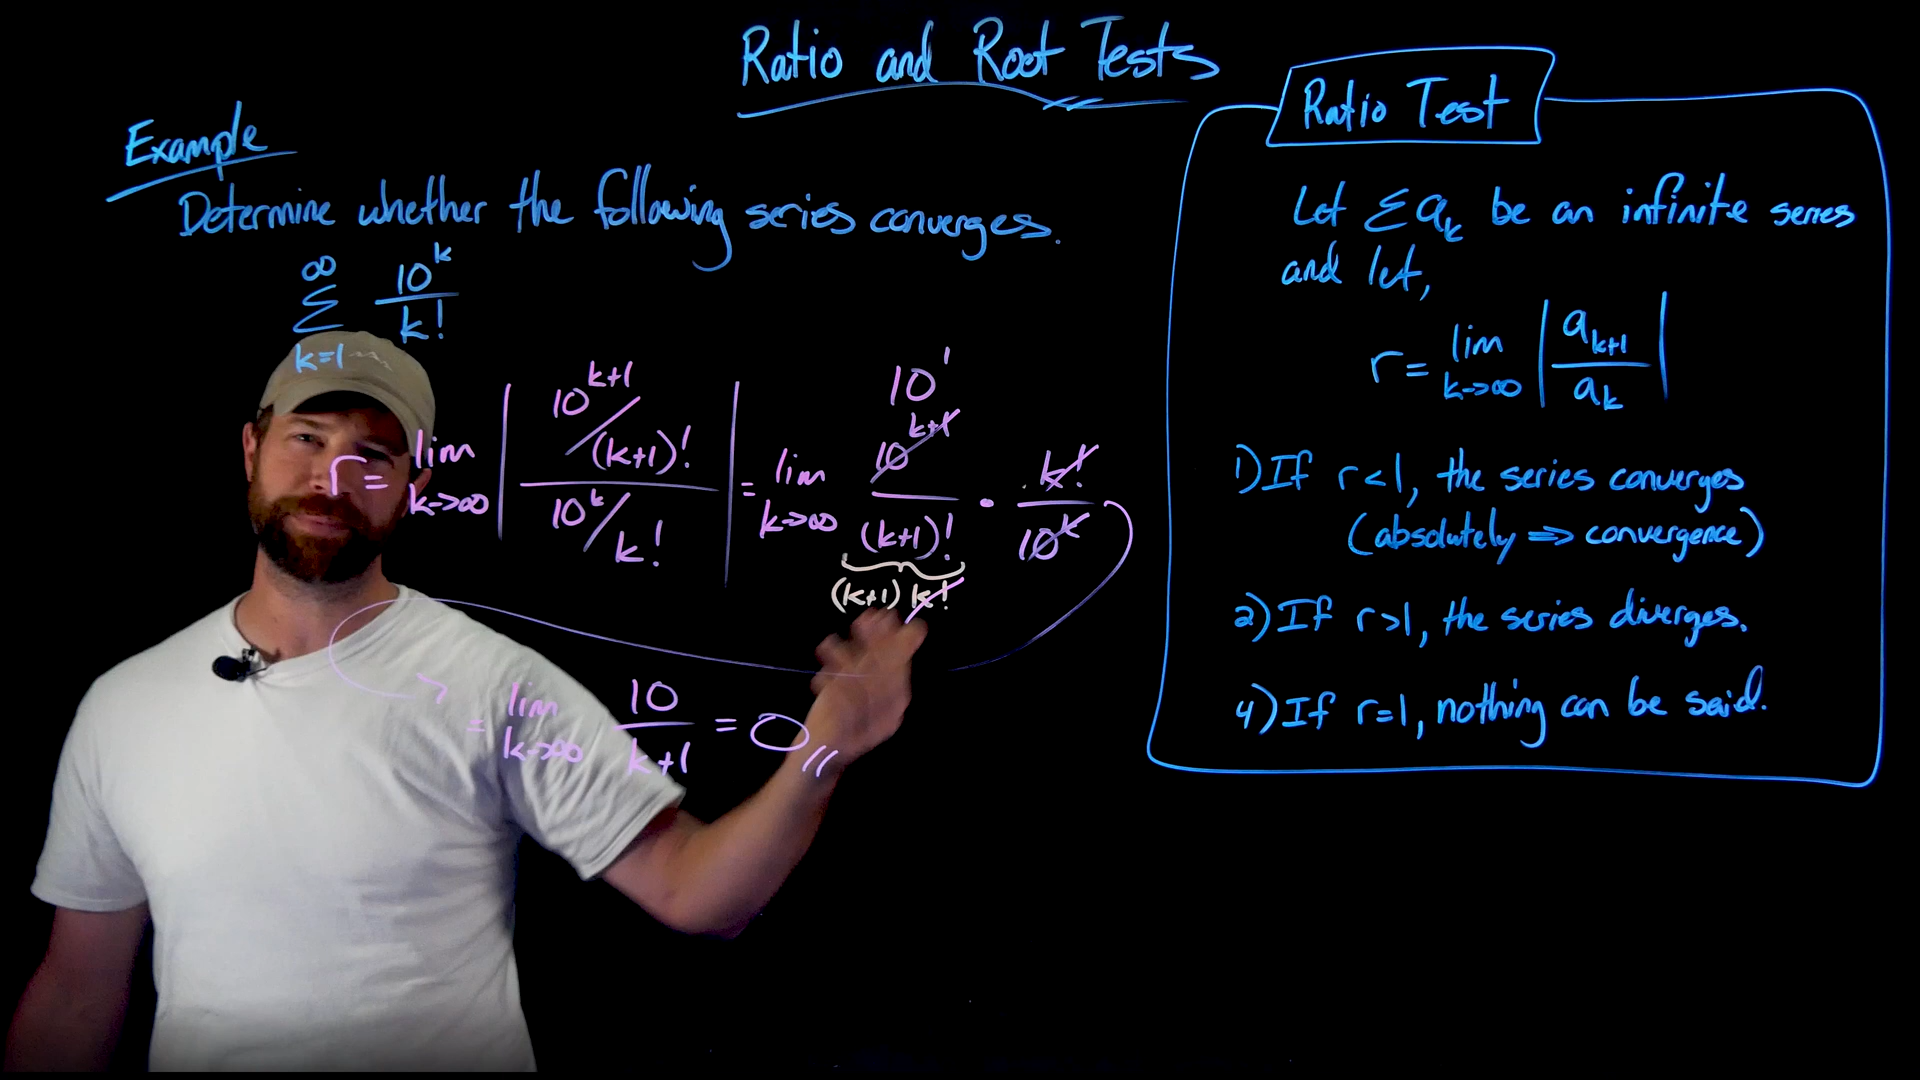 Ratio and Root Tests
Example
Determine whether the following series converges.
∞
Σ 10^k / k!
k=1
r = lim k→∞ | (10^{k+1} / (k+1)!) / (10^k / k!) | = lim k→∞ 10^{k+1} / (k+1)! · k! / 10^k
10^1
(k+1) k!
= lim k→∞ 10 / k+1 = 0
Ratio Test
Let Σ a_k be an infinite series
and let,
r = lim k→∞ | a_{k+1} / a_k |
1) If r<1, the series converges
(absolutely ⇒ convergence)
2) If r>1, the series diverges.
4) If r=1, nothing can be said.